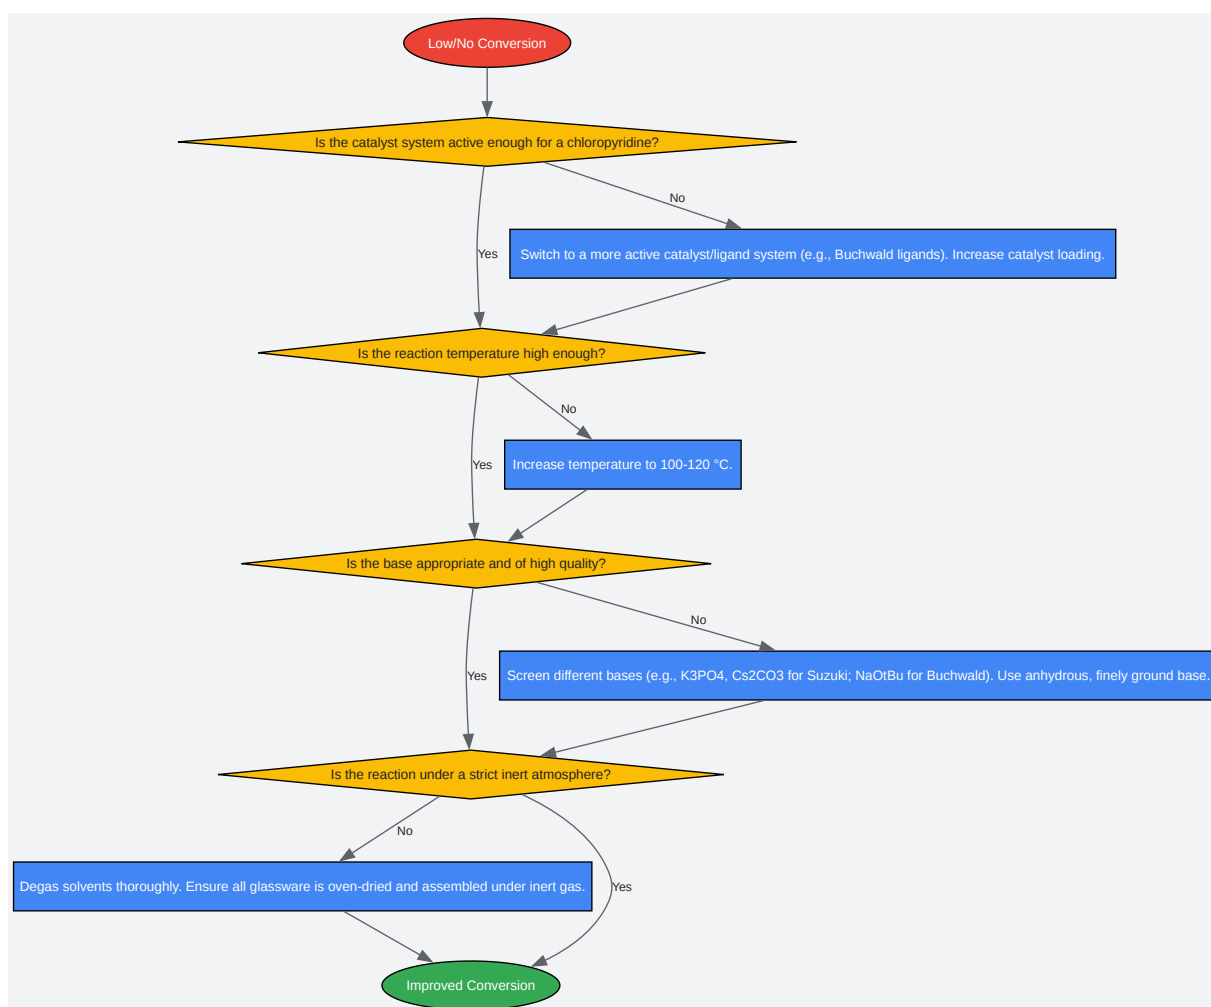 Low/No Conversion
Is the catalyst system active enough for a chloropyridine?
No
Yes
Switch to a more active catalyst/ligand system (e.g., Buchwald ligands). Increase catalyst loading.
Is the reaction temperature high enough?
No
Yes
Increase temperature to 100-120 °C.
Is the base appropriate and of high quality?
No
Yes
Screen different bases (e.g., K3PO4, Cs2CO3 for Suzuki; NaOtBu for Buchwald). Use anhydrous, finely ground base.
Is the reaction under a strict inert atmosphere?
No
Degas solvents thoroughly. Ensure all glassware is oven-dried and assembled under inert gas.
Yes
Improved Conversion